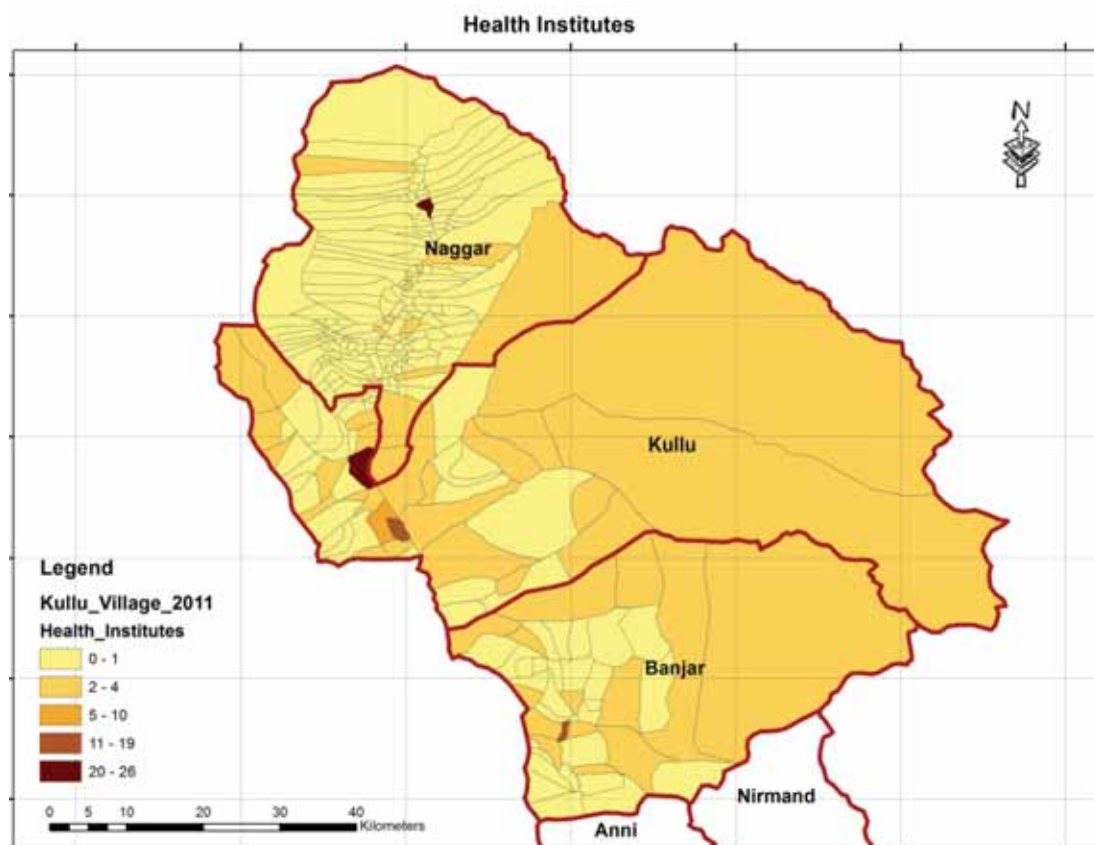 Health Institutes
N
Naggar
Kullu
Banjar
Nirmand
Anni
Legend
Kullu_Village_2011
Health_Institutes
0 - 1
2 - 4
5 - 10
11 - 19
20 - 26
0 5 10 20 30 40
Kilometers